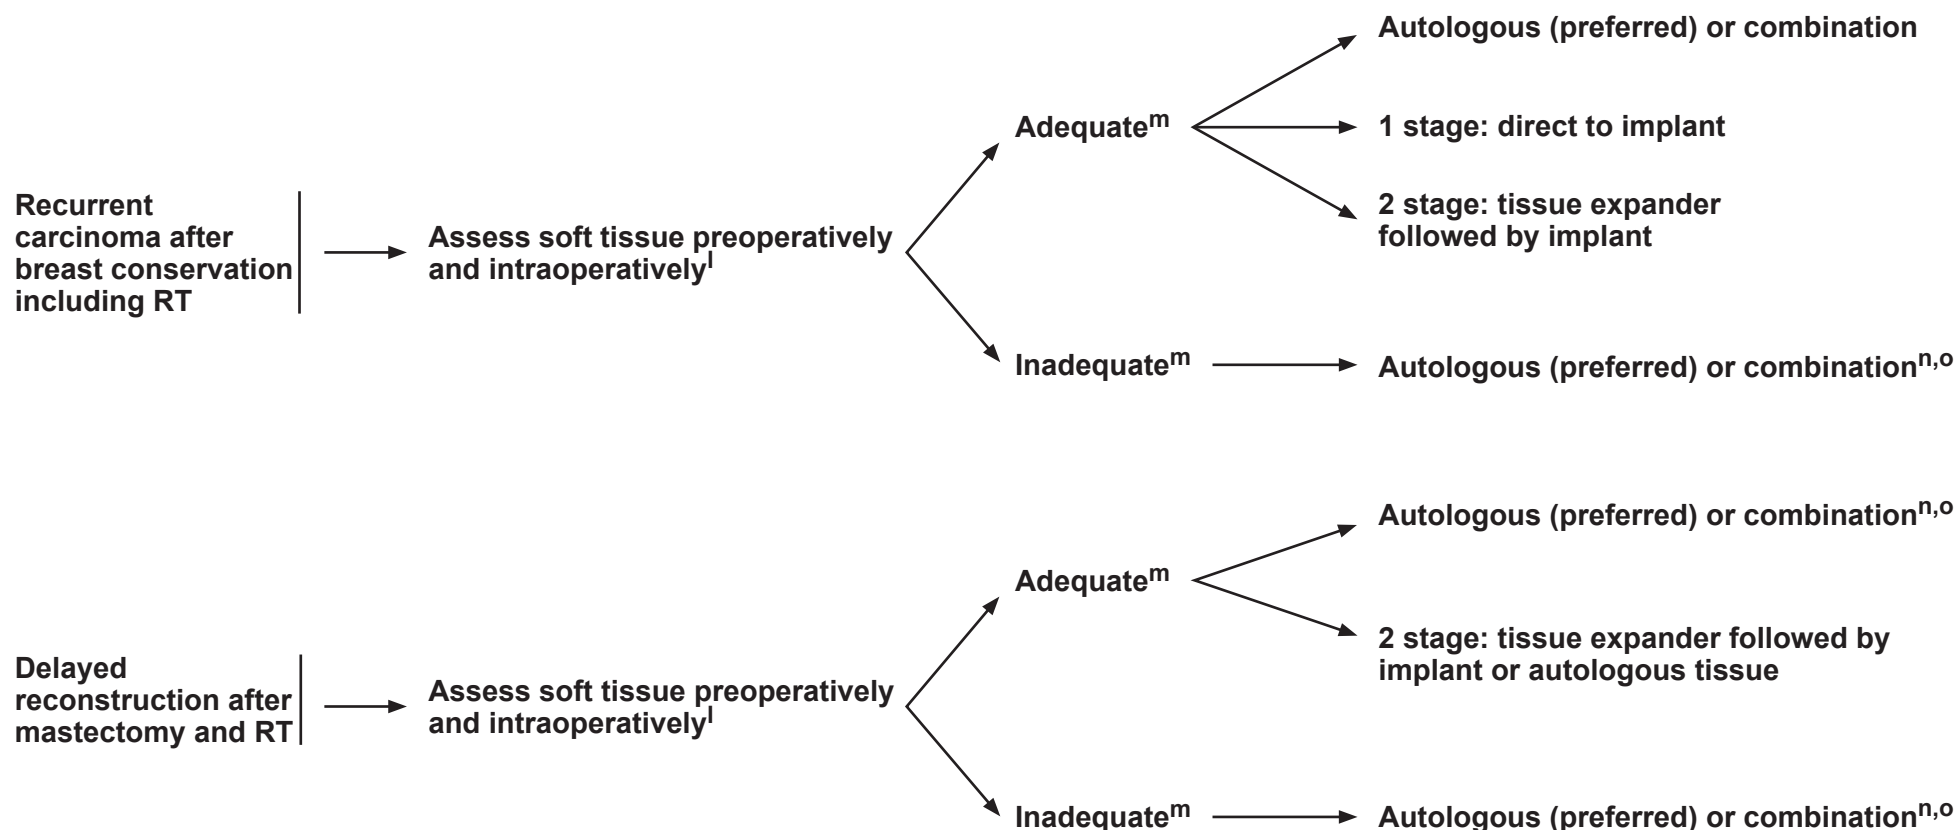 Recurrent
carcinoma after
breast conservation
including RT
Assess soft tissue preoperatively
and intraoperativelyˡ
Adequateᵐ
Autologous (preferred) or combination
1 stage: direct to implant
2 stage: tissue expander
followed by implant
Inadequateᵐ
Autologous (preferred) or combinationⁿ,ᵒ
Delayed
reconstruction after
mastectomy and RT
Assess soft tissue preoperatively
and intraoperativelyˡ
Adequateᵐ
Autologous (preferred) or combinationⁿ,ᵒ
2 stage: tissue expander followed by
implant or autologous tissue
Inadequateᵐ
Autologous (preferred) or combinationⁿ,ᵒ